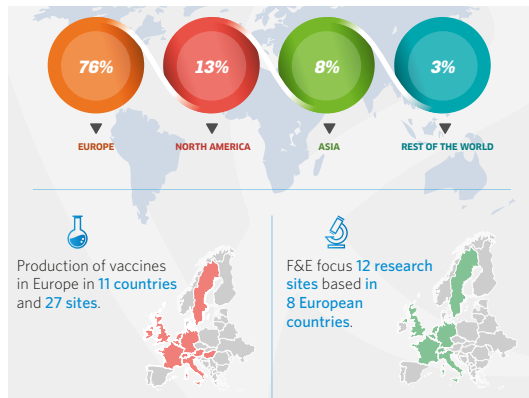 76%
13%
8%
3%
EUROPE
NORTH AMERICA
ASIA
REST OF THE WORLD
Production of vaccines
in Europe in 11 countries
and 27 sites.
F&E focus 12 research
sites based in
8 European
countries.